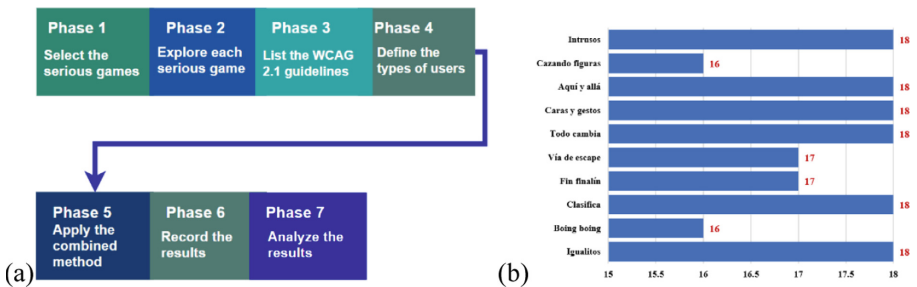 Phase 1
Select the
serious games
Phase 2
Explore each
serious game
Phase 3
List the WCAG
2.1 guidelines
Phase 4
Define the
types of users
Phase 5
Apply the
combined
method
Phase 6
Record the
results
Phase 7
Analyze the
results
(a)
Intrusos 18
Cazando figuras 16
Aquí y allá 18
Caras y gestos 18
Todo cambia 18
Vía de escape 17
Fin finalín 17
Clasifica 18
Boing boing 16
Igualitos 18
15 15.5 16 16.5 17 17.5 18
(b)